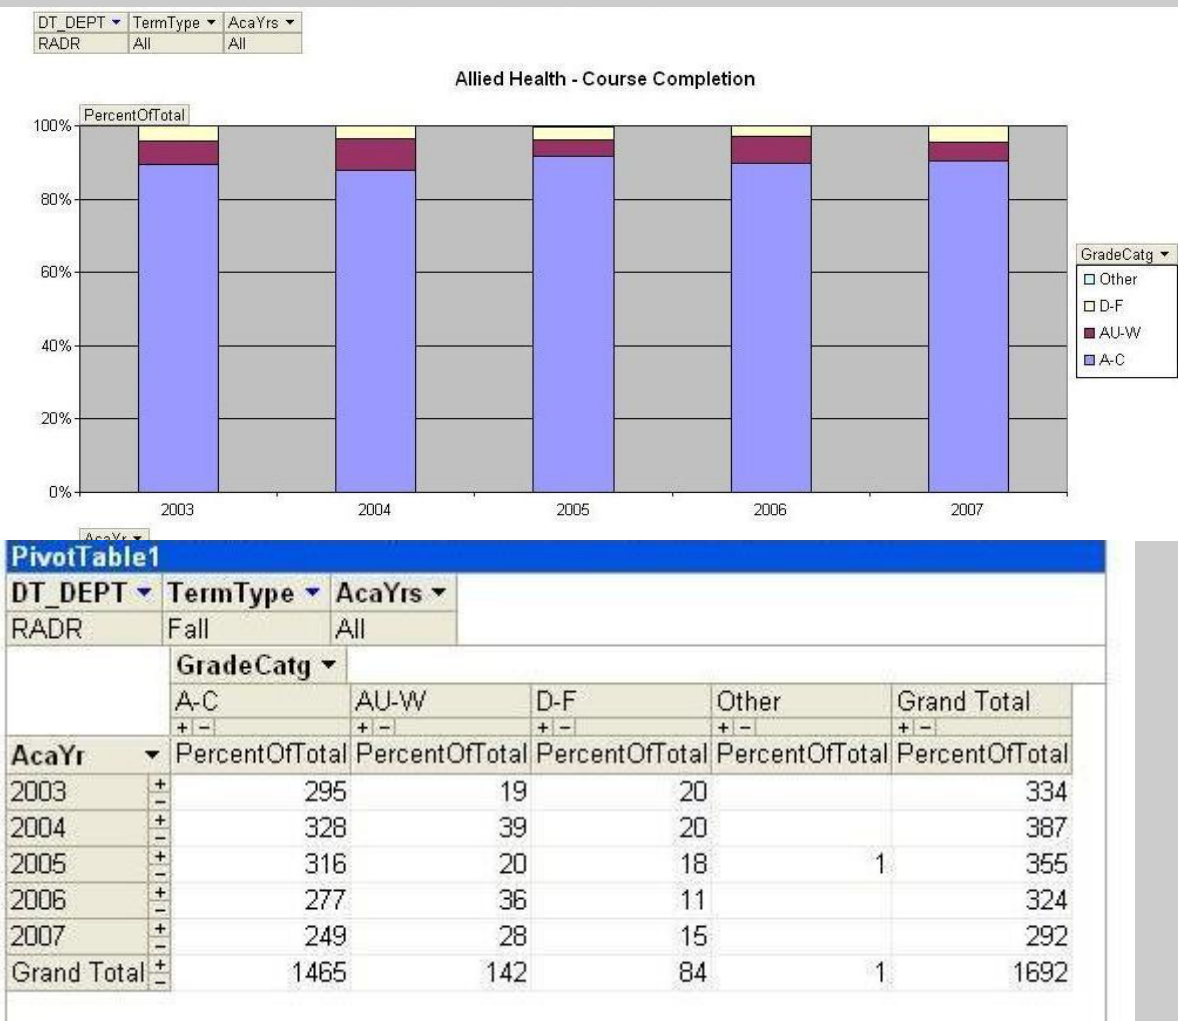 DT_DEPT TermType AcaYrs
RADR All All
Allied Health - Course Completion
PercentOfTotal
100%
80%
60%
40%
20%
0%
2003 2004 2005 2006 2007
GradeCatg
Other
D-F
AU-W
A-C
AcaYr
PivotTable1
DT_DEPT TermType AcaYrs
RADR Fall All
GradeCatg
A-C AU-W D-F Other Grand Total
+ - + - + - + - + -
AcaYr PercentOfTotal PercentOfTotal PercentOfTotal PercentOfTotal PercentOfTotal
2003 + - 295 19 20 334
2004 + - 328 39 20 387
2005 + - 316 20 18 1 355
2006 + - 277 36 11 324
2007 + - 249 28 15 292
Grand Total + - 1465 142 84 1 1692